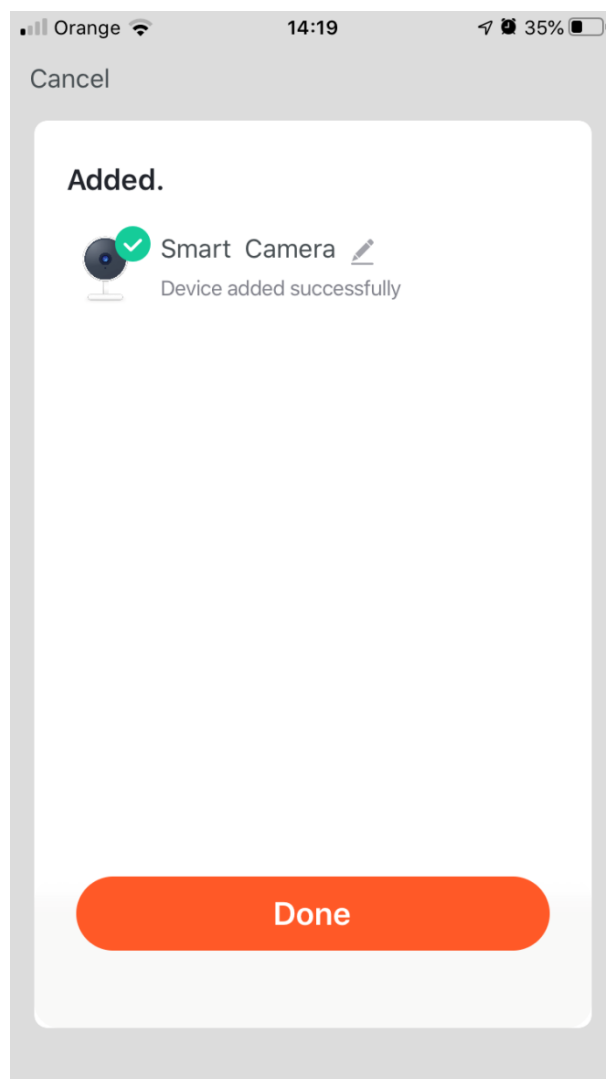 Orange 14:19 35%
Cancel
Added.
Smart Camera
Device added successfully
Done